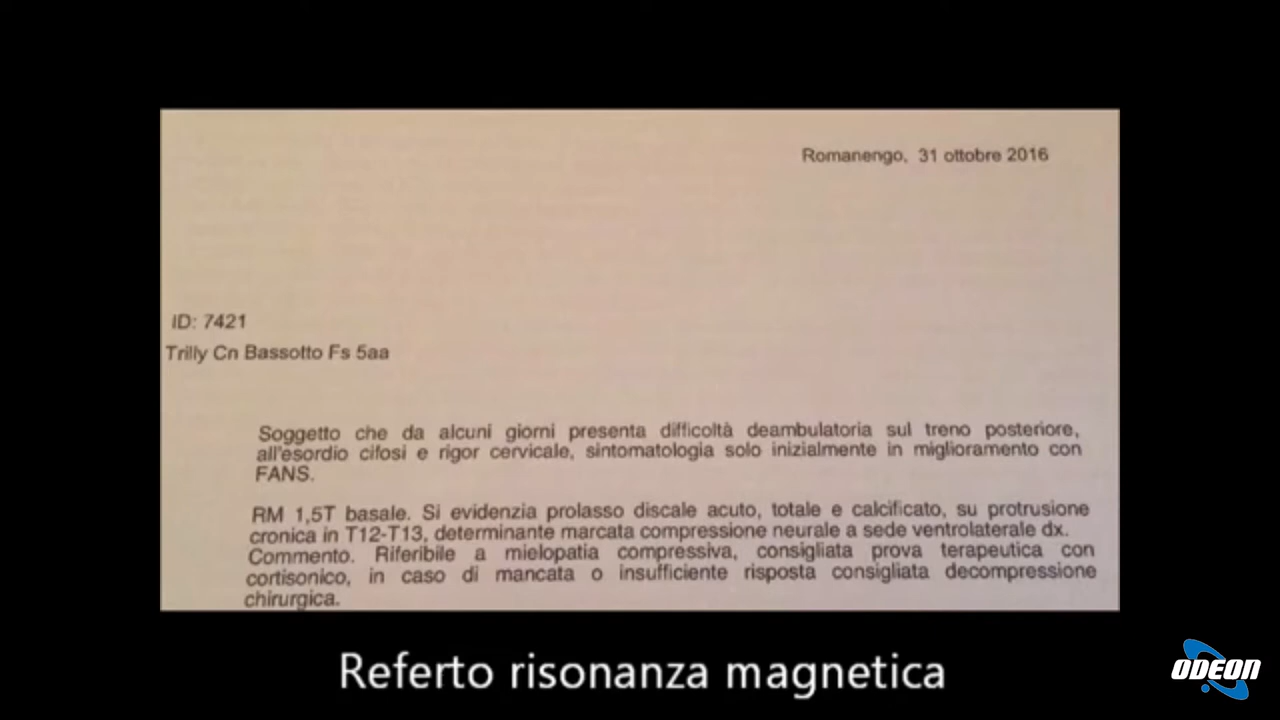 Romanengo, 31 ottobre 2016
ID: 7421
Trilly Cn Bassotto Fs 5aa
Soggetto che da alcuni giorni presenta difficoltà deambulatoria sul treno posteriore,
all'esordio cifosi e rigor cervicale, sintomatologia solo inizialmente in miglioramento con
FANS.
RM 1,5T basale. Si evidenzia prolasso discale acuto, totale e calcificato, su protrusione
cronica in T12-T13, determinante marcata compressione neurale a sede ventrolaterale dx.
Commento. Riferibile a mielopatia compressiva, consigliata prova terapeutica con
cortisonico, in caso di mancata o insufficiente risposta consigliata decompressione
chirurgica.
Referto risonanza magnetica
ODEON